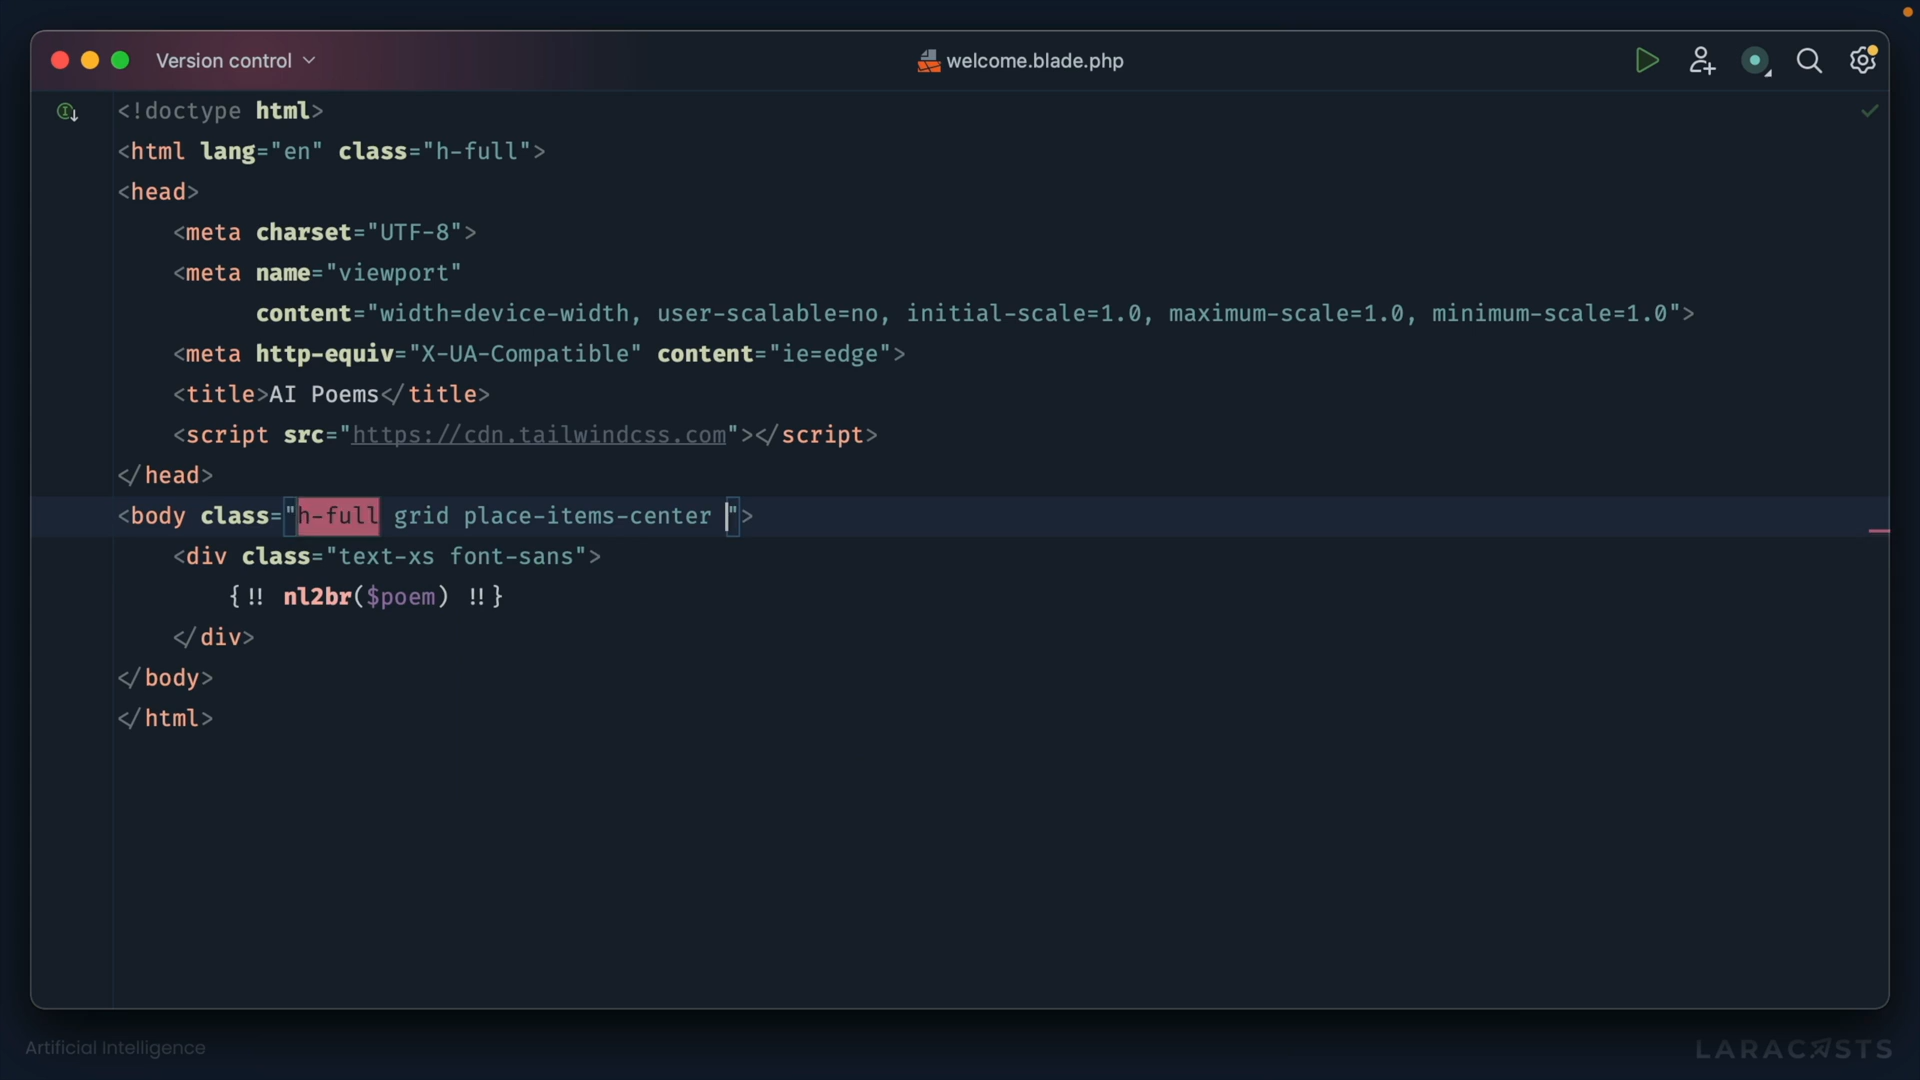 Version control
welcome.blade.php
<!doctype html>
<html lang="en" class="h-full">
<head>
    <meta charset="UTF-8">
    <meta name="viewport"
          content="width=device-width, user-scalable=no, initial-scale=1.0, maximum-scale=1.0, minimum-scale=1.0">
    <meta http-equiv="X-UA-Compatible" content="ie=edge">
    <title>AI Poems</title>
    <script src="https://cdn.tailwindcss.com"></script>
</head>
<body class="h-full grid place-items-center ">
    <div class="text-xs font-sans">
        {!! nl2br($poem) !!}
    </div>
</body>
</html>
Artificial Intelligence
LARACASTS